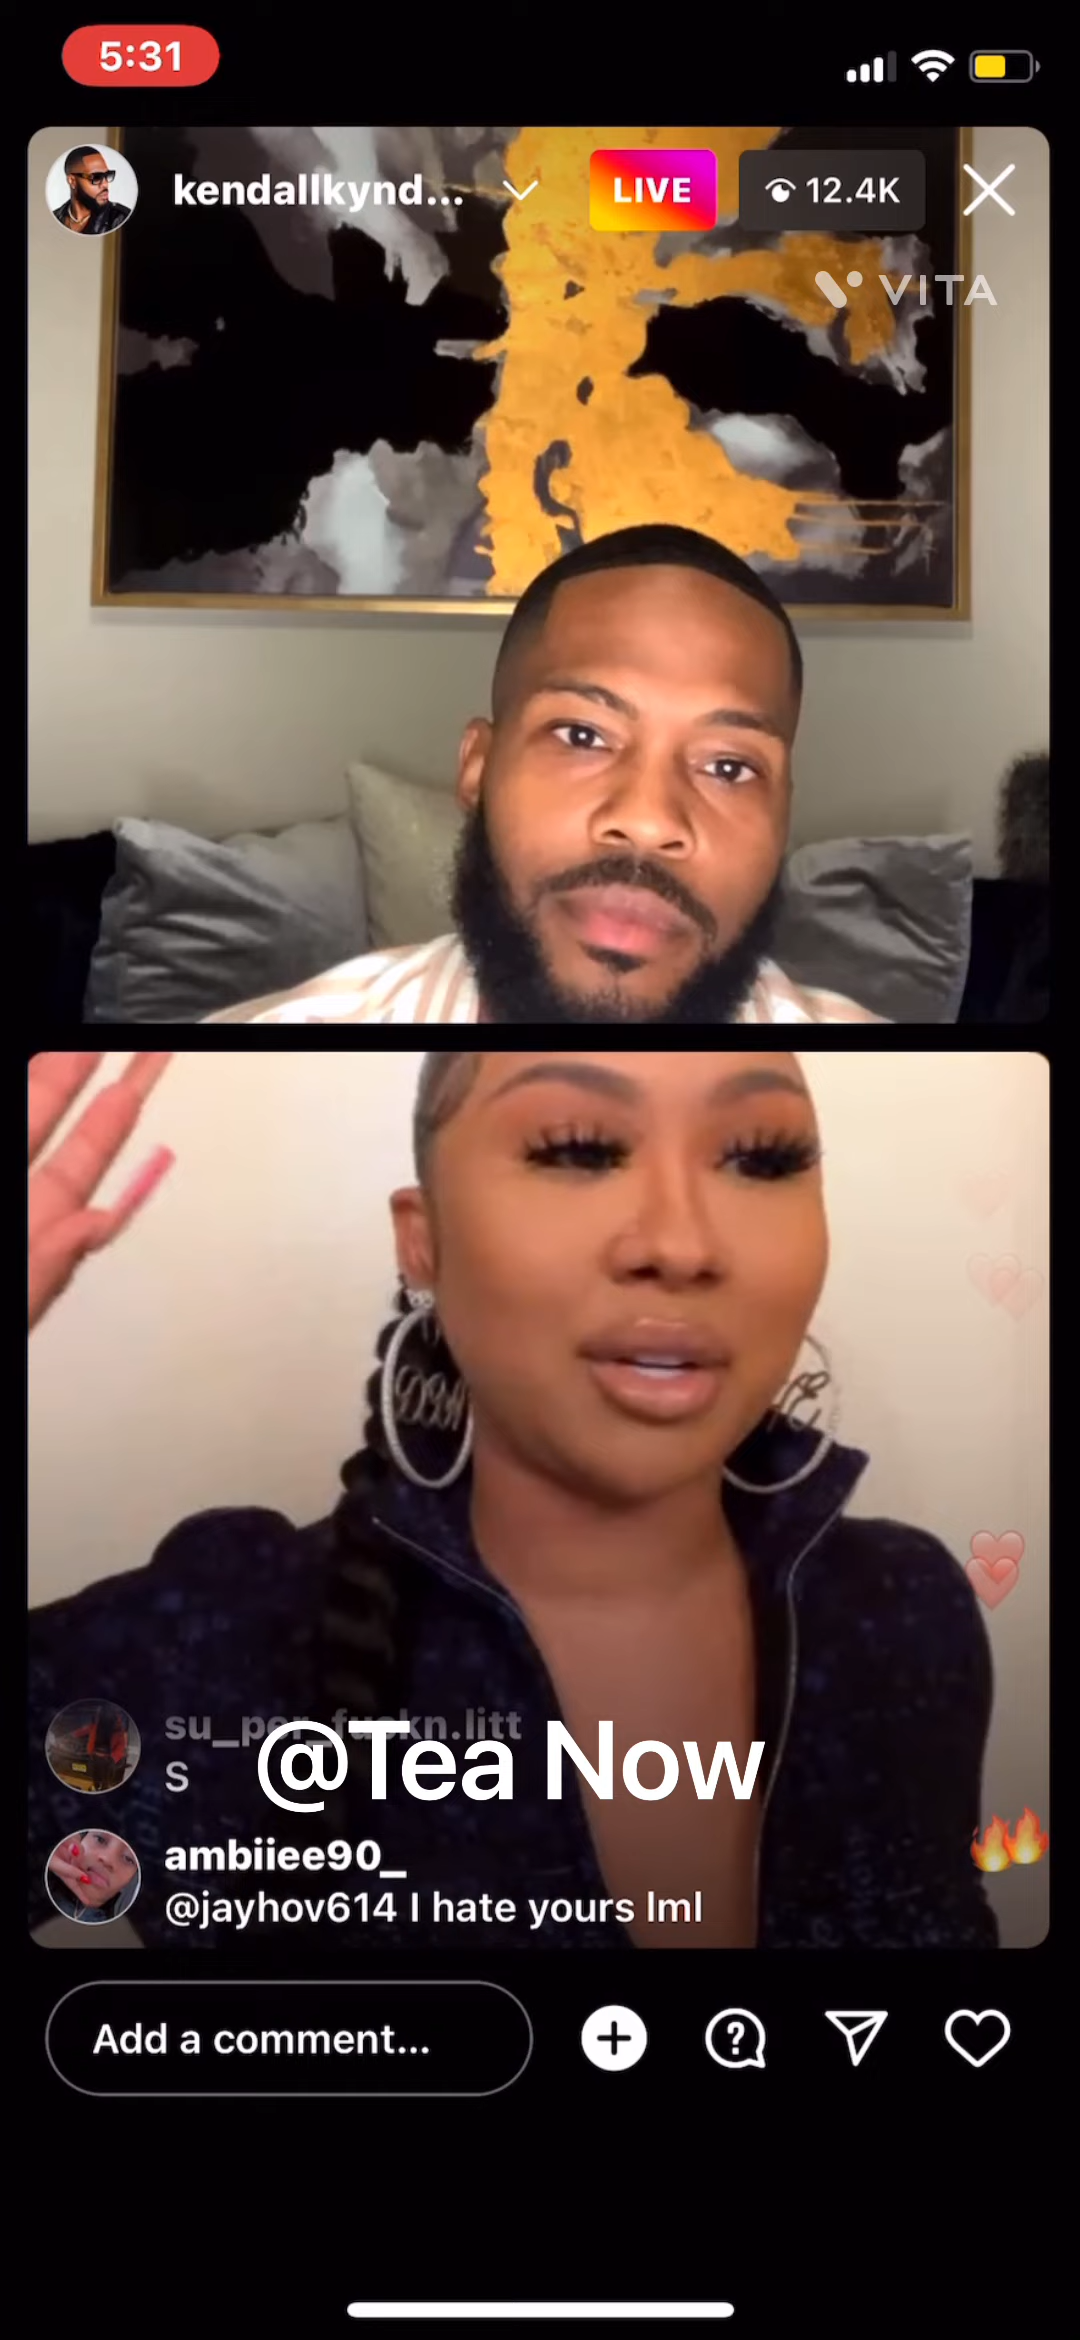 5:31
kendallkynd...
LIVE
12.4K
VITA
@Tea Now
S
ambiiee90_
@jayhov614 I hate yours lml
Add a comment...